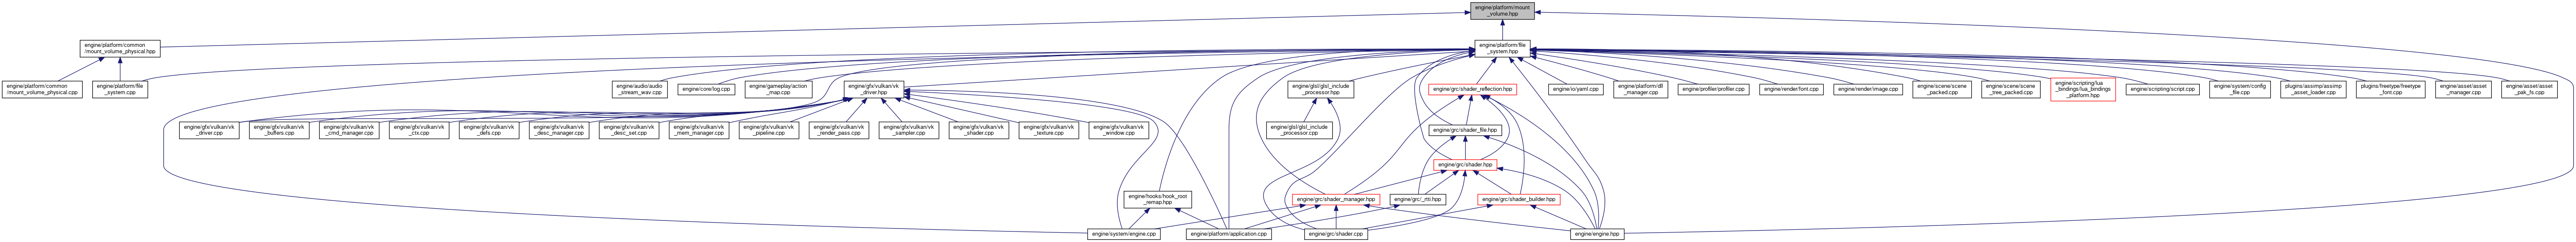 engine/platform/mount
_volume.hpp
engine/platform/common
/mount_volume_physical.hpp
engine/platform/file
_system.hpp
engine/platform/common
/mount_volume_physical.cpp
engine/platform/file
_system.cpp
engine/audio/audio
_stream_wav.cpp
engine/core/log.cpp
engine/gameplay/action
_map.cpp
engine/gfx/vulkan/vk
_driver.hpp
engine/glsl/glsl_include
_processor.hpp
engine/grc/shader_reflection.hpp
engine/io/yaml.cpp
engine/platform/dll
_manager.cpp
engine/profiler/profiler.cpp
engine/render/font.cpp
engine/render/image.cpp
engine/scene/scene
_packed.cpp
engine/scene/scene
_tree_packed.cpp
engine/scripting/lua
_bindings/lua_bindings
_platform.hpp
engine/scripting/script.cpp
engine/system/config
_file.cpp
plugins/assimp/assimp
_asset_loader.cpp
plugins/freetype/freetype
_font.cpp
engine/asset/asset
_manager.cpp
engine/asset/asset
_pak_fs.cpp
engine/gfx/vulkan/vk
_driver.cpp
engine/gfx/vulkan/vk
_buffers.cpp
engine/gfx/vulkan/vk
_cmd_manager.cpp
engine/gfx/vulkan/vk
_ctx.cpp
engine/gfx/vulkan/vk
_defs.cpp
engine/gfx/vulkan/vk
_desc_manager.cpp
engine/gfx/vulkan/vk
_desc_set.cpp
engine/gfx/vulkan/vk
_mem_manager.cpp
engine/gfx/vulkan/vk
_pipeline.cpp
engine/gfx/vulkan/vk
_render_pass.cpp
engine/gfx/vulkan/vk
_sampler.cpp
engine/gfx/vulkan/vk
_shader.cpp
engine/gfx/vulkan/vk
_texture.cpp
engine/gfx/vulkan/vk
_window.cpp
engine/glsl/glsl_include
_processor.cpp
engine/grc/shader_file.hpp
engine/grc/shader.hpp
engine/hooks/hook_root
_remap.hpp
engine/grc/shader_manager.hpp
engine/grc/_rtti.hpp
engine/grc/shader_builder.hpp
engine/system/engine.cpp
engine/platform/application.cpp
engine/grc/shader.cpp
engine/engine.hpp